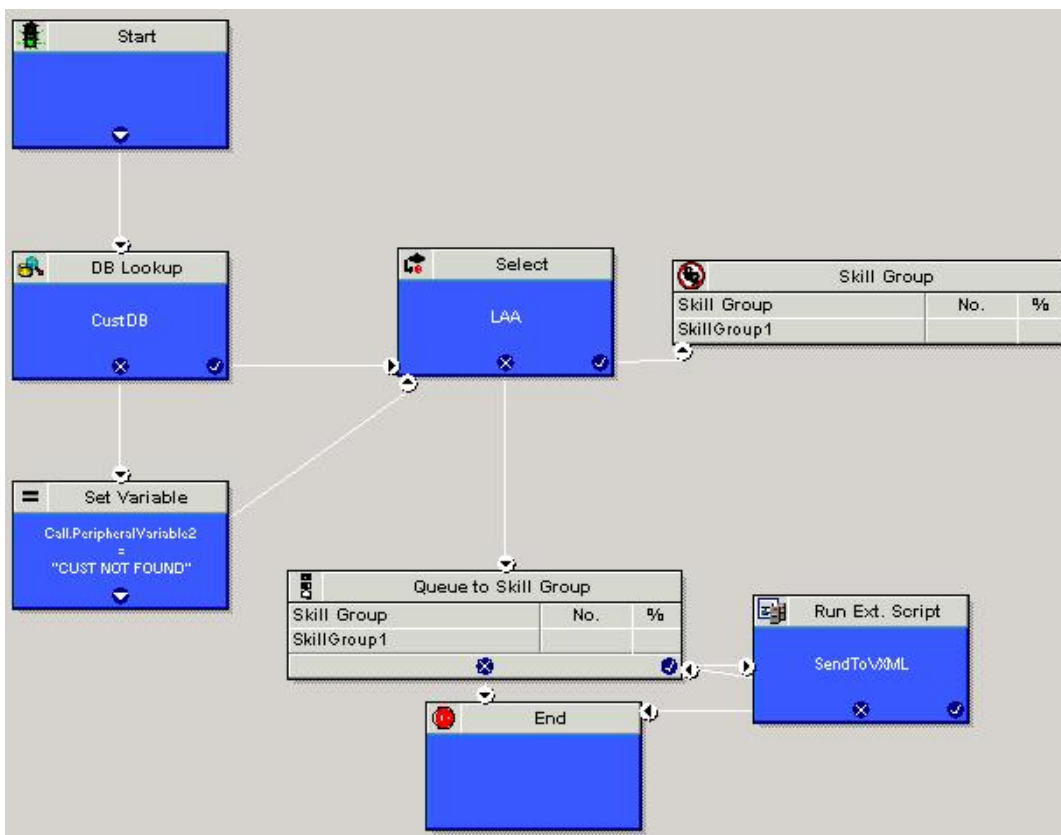 Start
DB Lookup
CustDB
Select
LAA
Skill Group
Skill Group No. %
SkillGroup1
Set Variable
Call.PeripheralVariable2
=
"CUST NOT FOUND"
Queue to Skill Group
Skill Group No. %
SkillGroup1
Run Ext. Script
SendToVXML
End